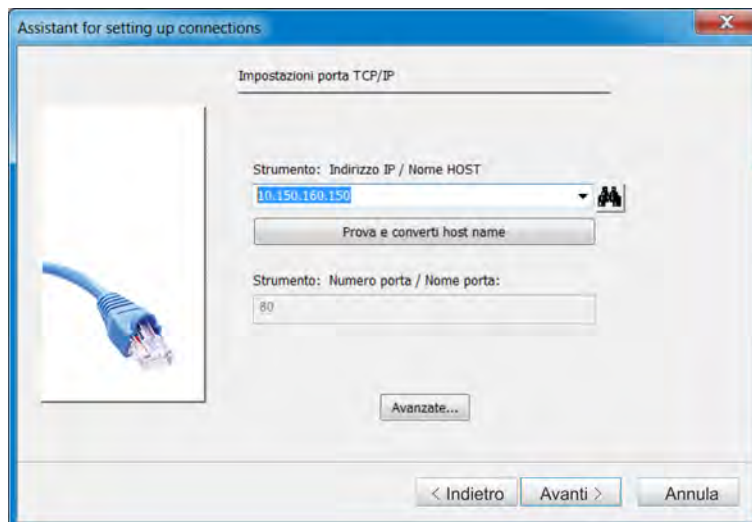 Assistant for setting up connections
Impostazioni porta TCP/IP
Strumento: Indirizzo IP / Nome HOST
10.150.160.150
Prova e converti host name
Strumento: Numero porta / Nome porta:
80
Avanzate...
< Indietro
Avanti >
Annula